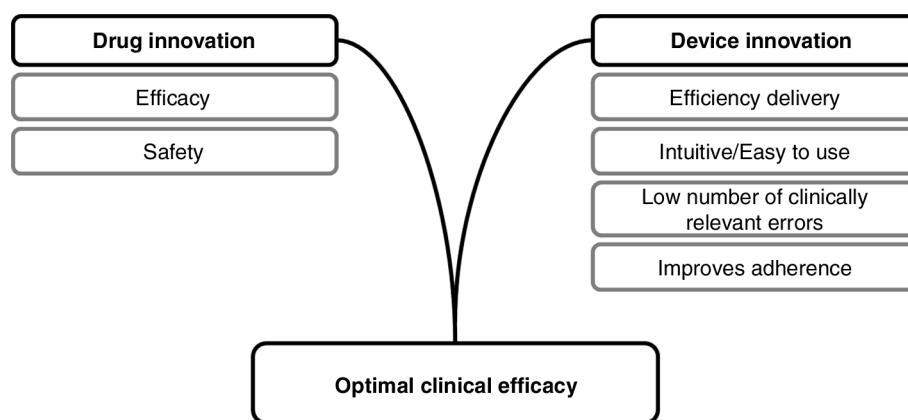 Drug innovation
Efficacy
Safety
Device innovation
Efficiency delivery
Intuitive/Easy to use
Low number of clinically
relevant errors
Improves adherence
Optimal clinical efficacy